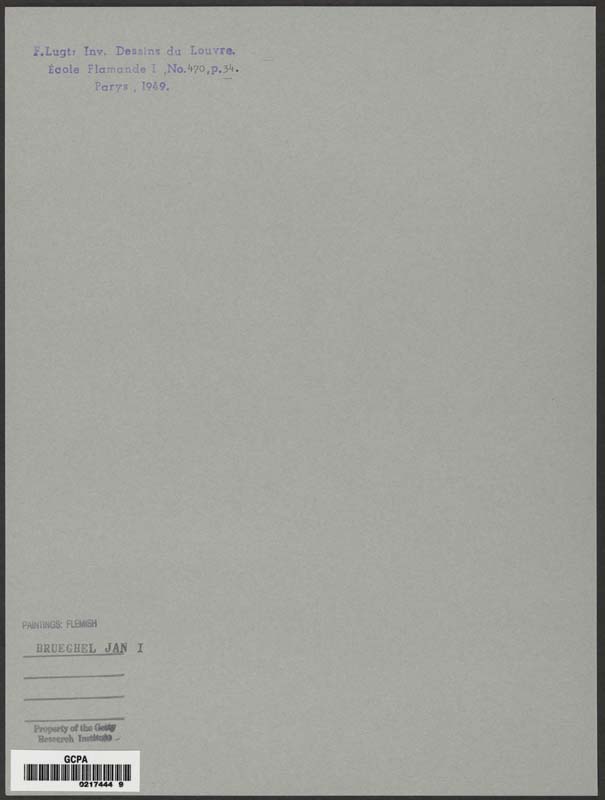 F.Lugt: Inv. Dessins du Louvre.
École Flamande I ,No.470,p.34.
Parys , 1949.
PAINTINGS: FLEMISH
BRUEGHEL JAN I
Property of the Getty
Research Institute
GCPA
0217444 9